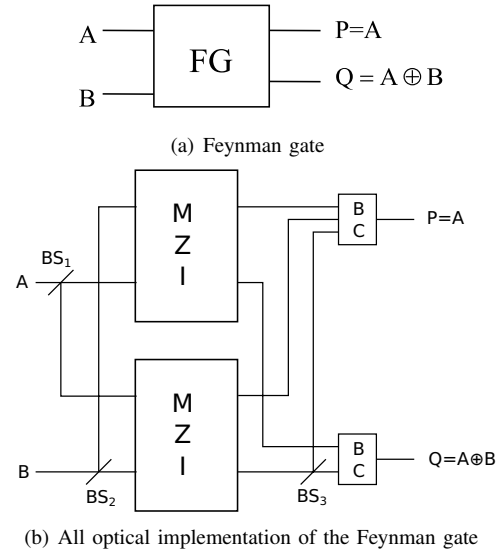 A
B
FG
P=A
Q = A ⊕ B
(a) Feynman gate
M
Z
I
B
C
P=A
BS₁
A
M
Z
I
B
BS₂
BS₃
B
C
Q=A⊕B
(b) All optical implementation of the Feynman gate